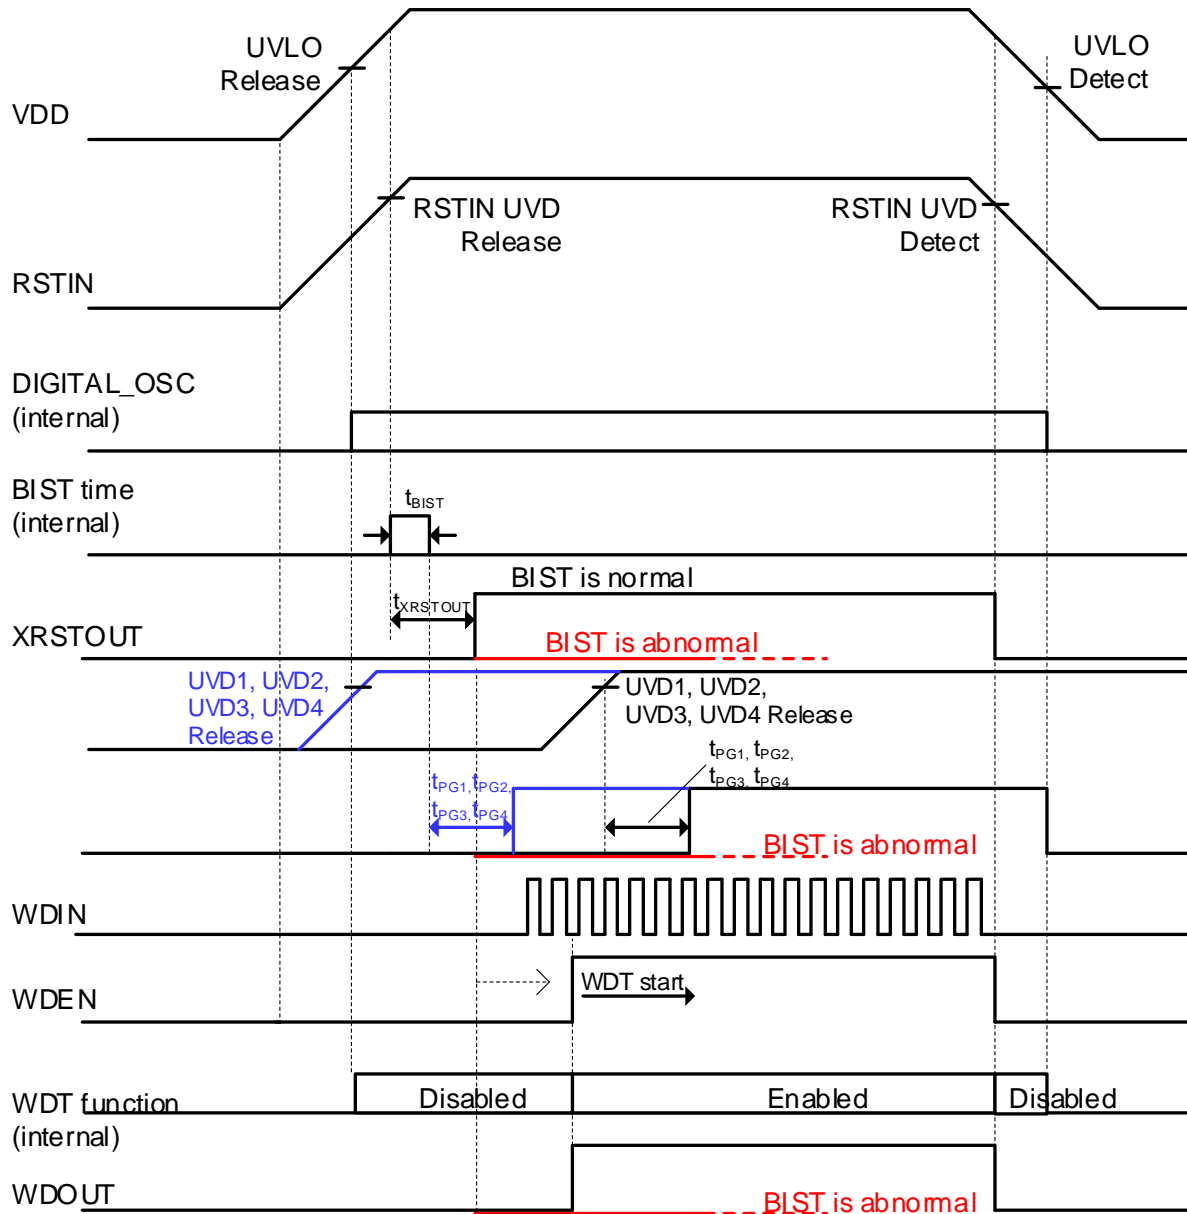 UVLO
Release
UVLO
Detect
VDD
RSTIN UVD
Release
RSTIN UVD
Detect
RSTIN
DIGITAL_OSC
(internal)
BIST time
(internal)
tBIST
BIST is normal
tXRSTOUT
XRSTOUT
BIST is abnormal
UVD1, UVD2,
UVD3, UVD4
Release
UVD1, UVD2,
UVD3, UVD4 Release
tPG1, tPG2,
tPG3, tPG4
tPG1, tPG2,
tPG3, tPG4
BIST is abnormal
WDIN
WDEN
WDT start
WDT function
(internal)
Disabled
Enabled
Disabled
WDOUT
BIST is abnormal